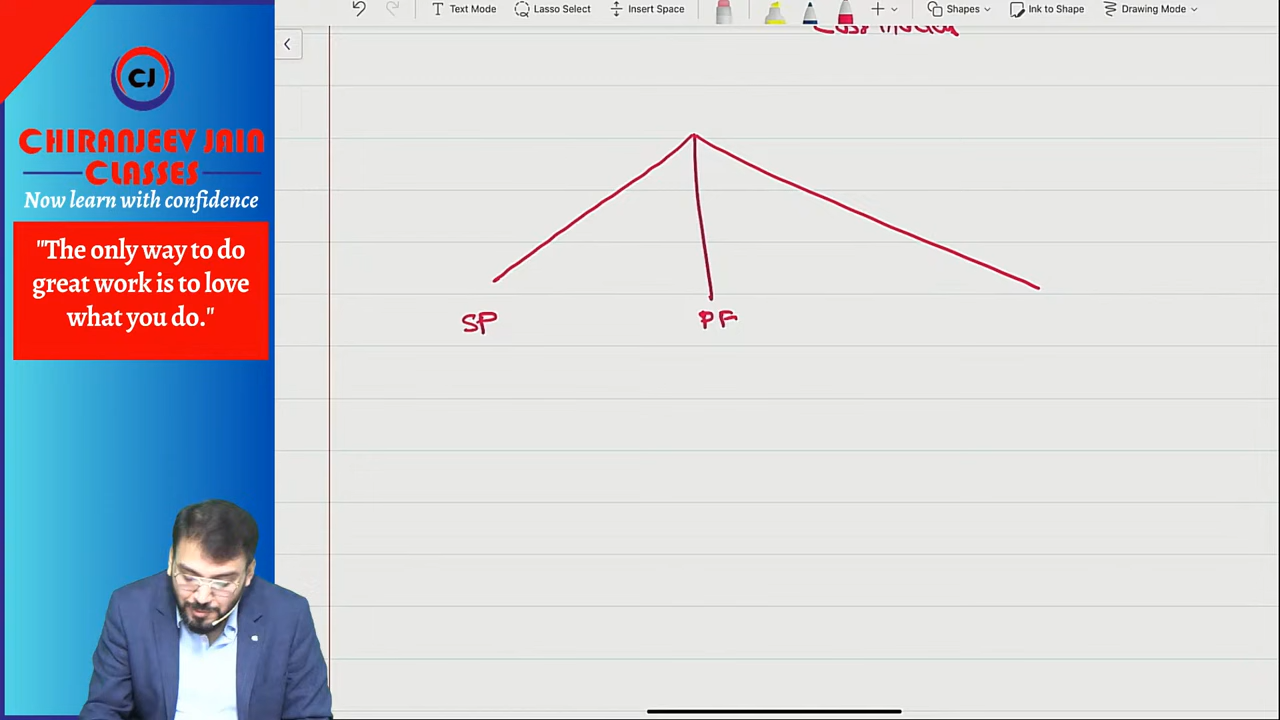 Text Mode Lasso Select Insert Space Shapes Ink to Shape Drawing Mode
CJ
CHIRANJEEV JAIN
CLASSES
Now learn with confidence
"The only way to do
great work is to love
what you do."
SP PF